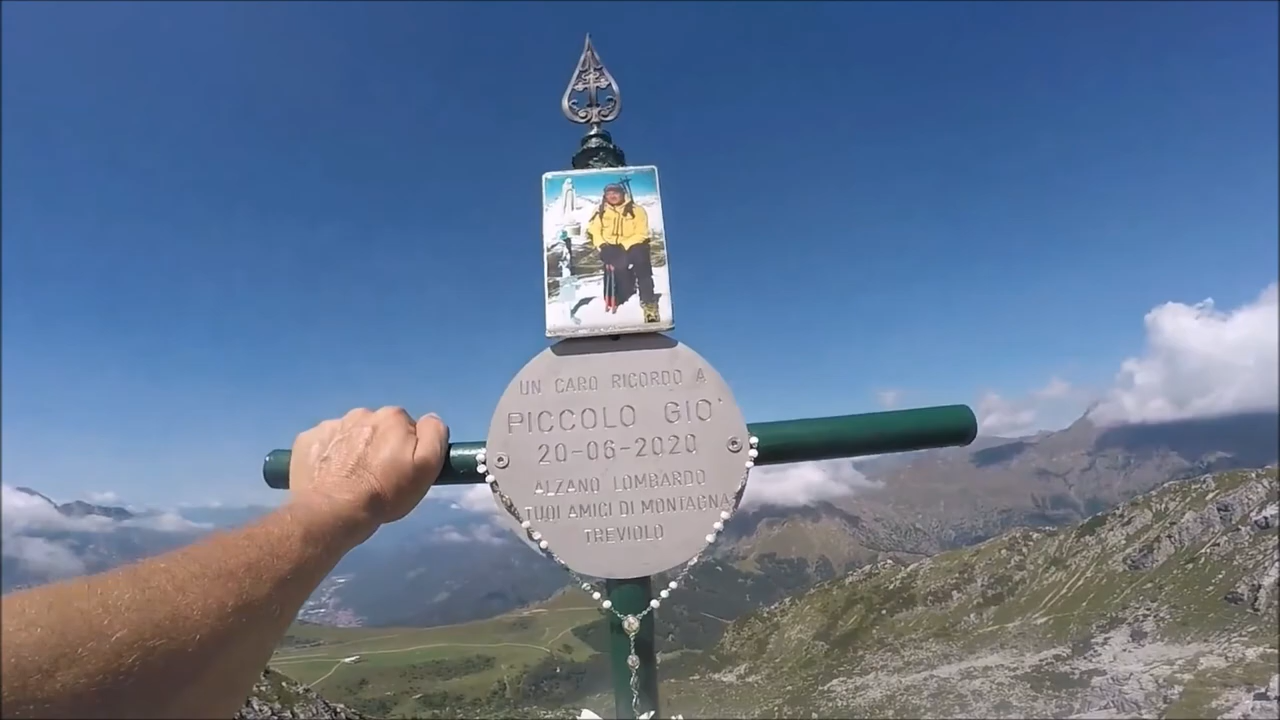 UN CARO RICORDO A
PICCOLO GIO'
20-06-2020
ALZANO LOMBARDO
I TUOI AMICI DI MONTAGNA
TREVIOLO